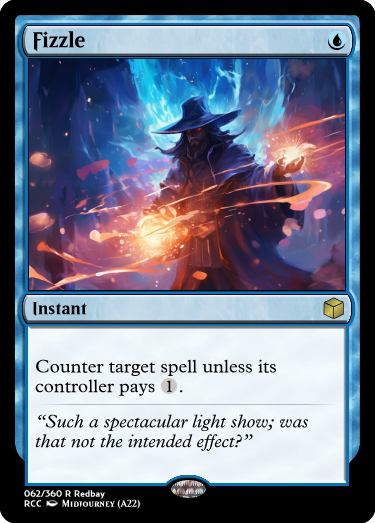 Fizzle
Instant
Counter target spell unless its
controller pays 1.
“Such a spectacular light show; was
that not the intended effect?”
062/360 R Redbay
RCC Midjourney (A22)